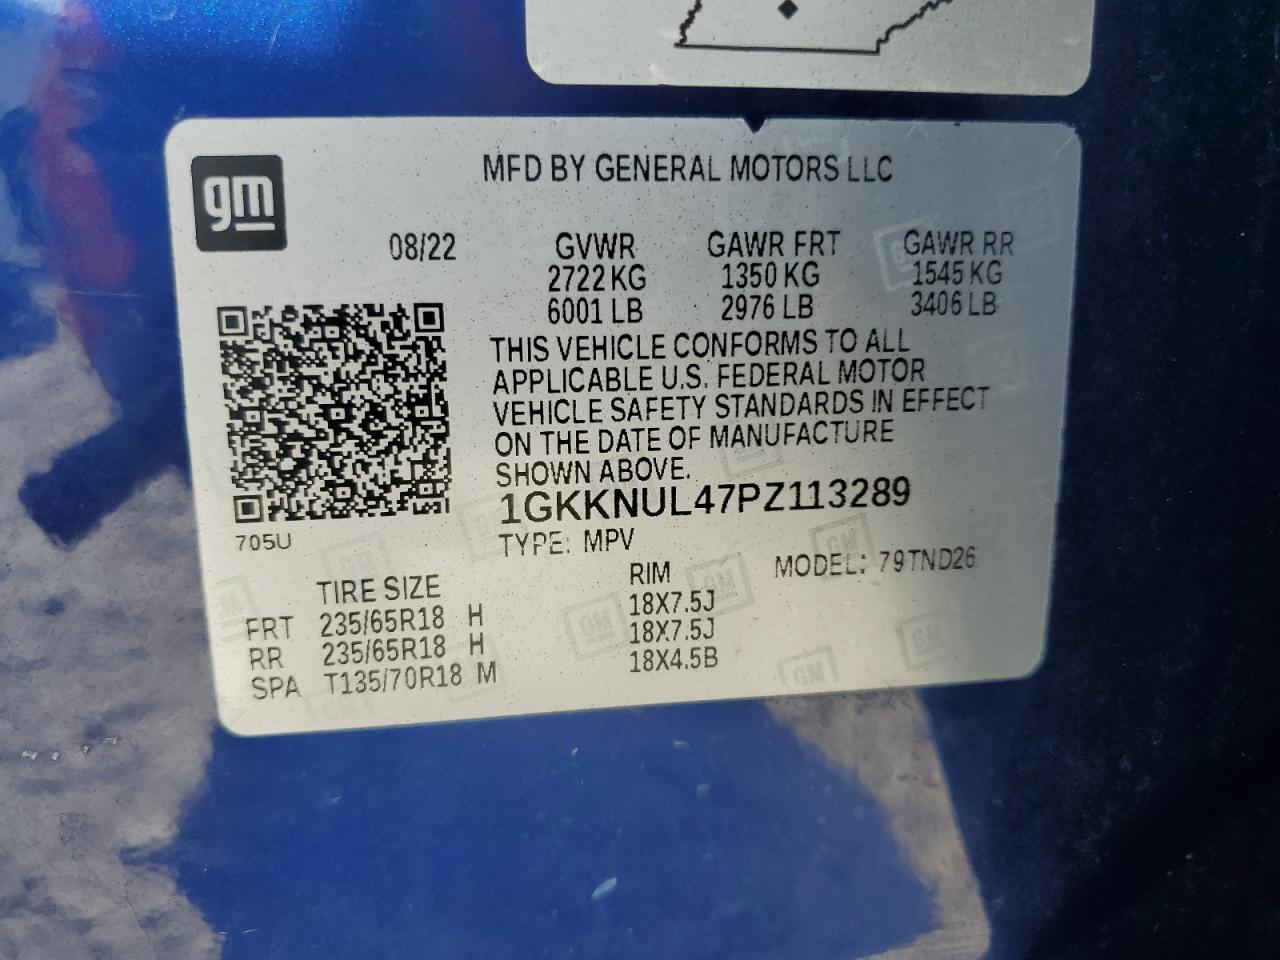 gm
MFD BY GENERAL MOTORS LLC
08/22 GVWR GAWR FRT GAWR RR
2722 KG 1350 KG 1545 KG
6001 LB 2976 LB 3406 LB
THIS VEHICLE CONFORMS TO ALL
APPLICABLE U.S. FEDERAL MOTOR
VEHICLE SAFETY STANDARDS IN EFFECT
ON THE DATE OF MANUFACTURE
SHOWN ABOVE.
1GKKNUL47PZ113289
705U
TYPE: MPV MODEL: 79TND26
TIRE SIZE RIM
FRT 235/65R18 H 18X7.5J
RR 235/65R18 H 18X7.5J
SPA T135/70R18 M 18X4.5B